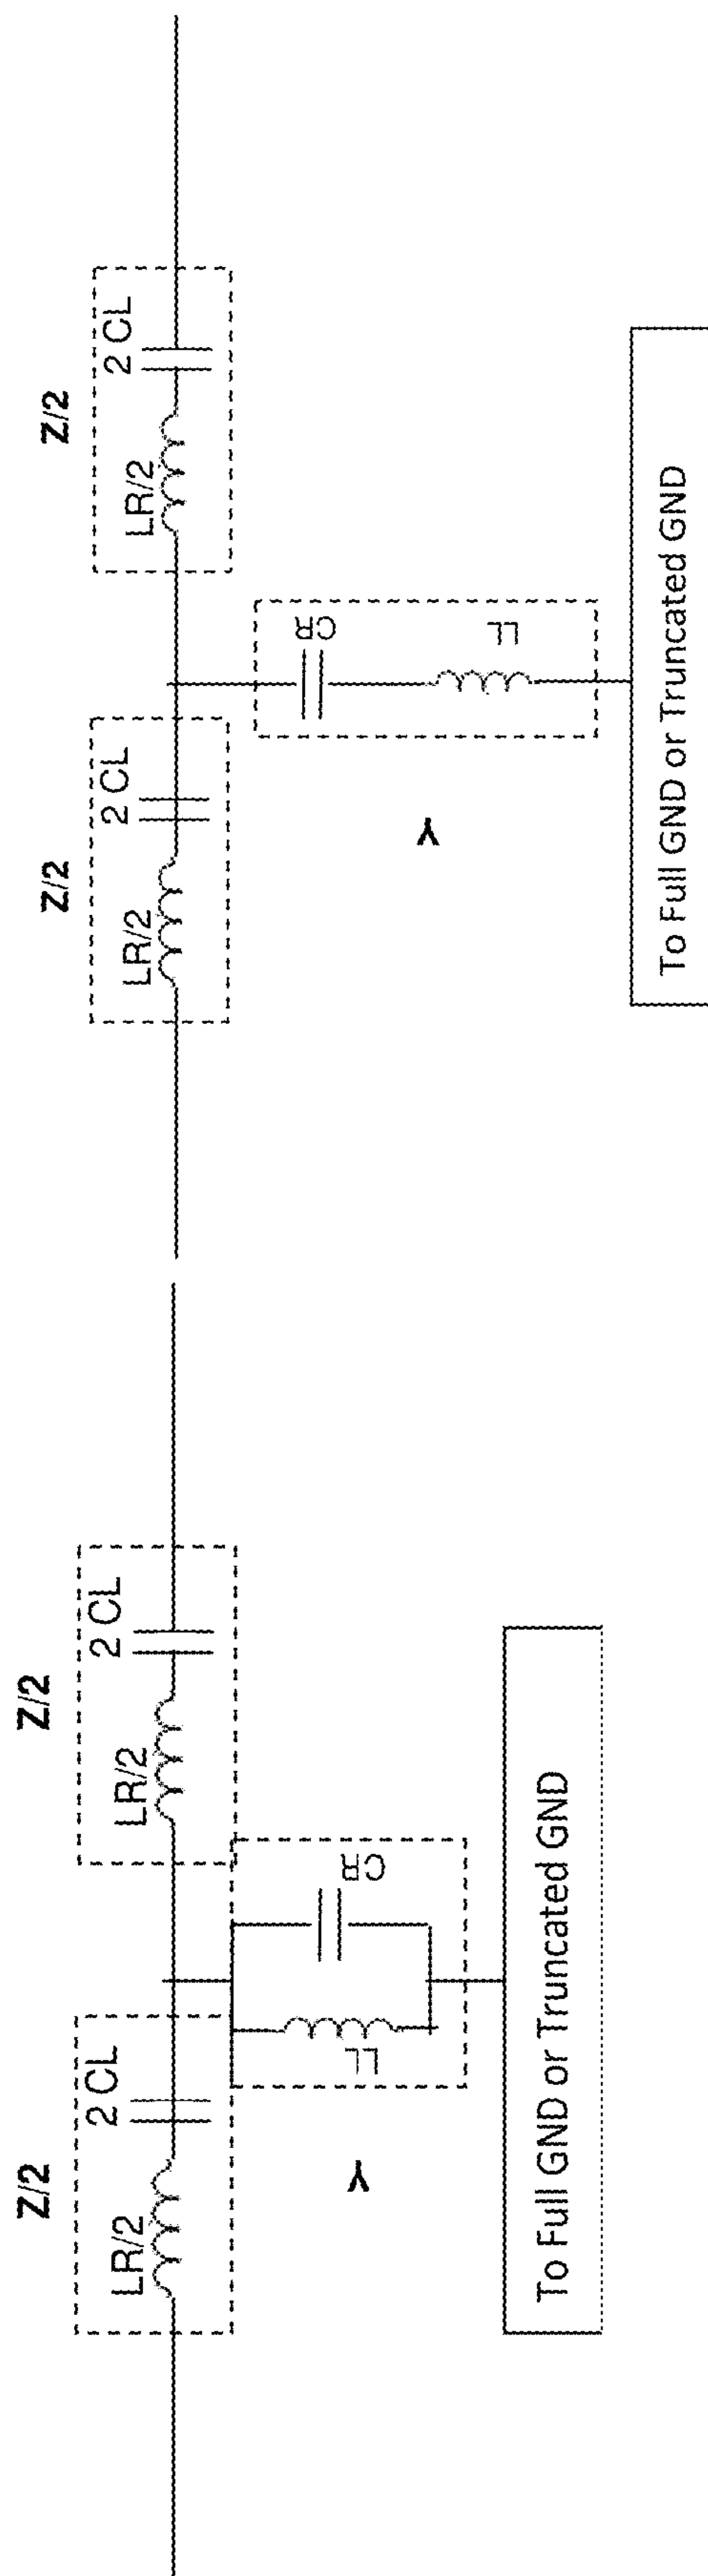 Z/2
Z/2
LR/2
2 CL
LR/2
2 CL
LL
CR
Y
To Full GND or Truncated GND
Z/2
Z/2
LR/2
2 CL
LR/2
2 CL
CR
LL
Y
To Full GND or Truncated GND